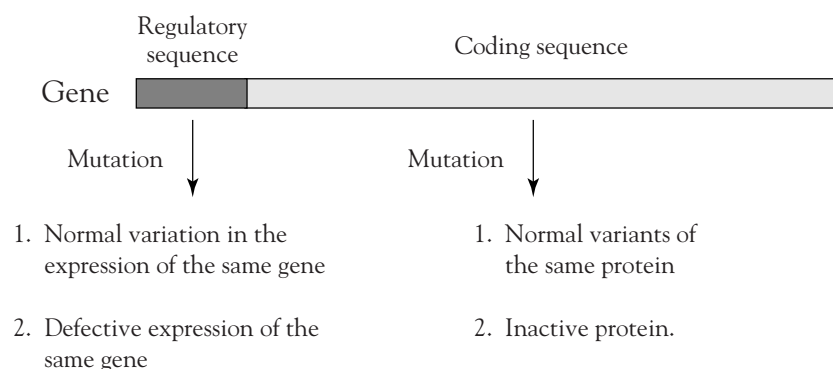 Regulatory
sequence
Coding sequence
Gene
Mutation
Mutation
1. Normal variation in the
expression of the same gene
2. Defective expression of the
same gene
1. Normal variants of
the same protein
2. Inactive protein.